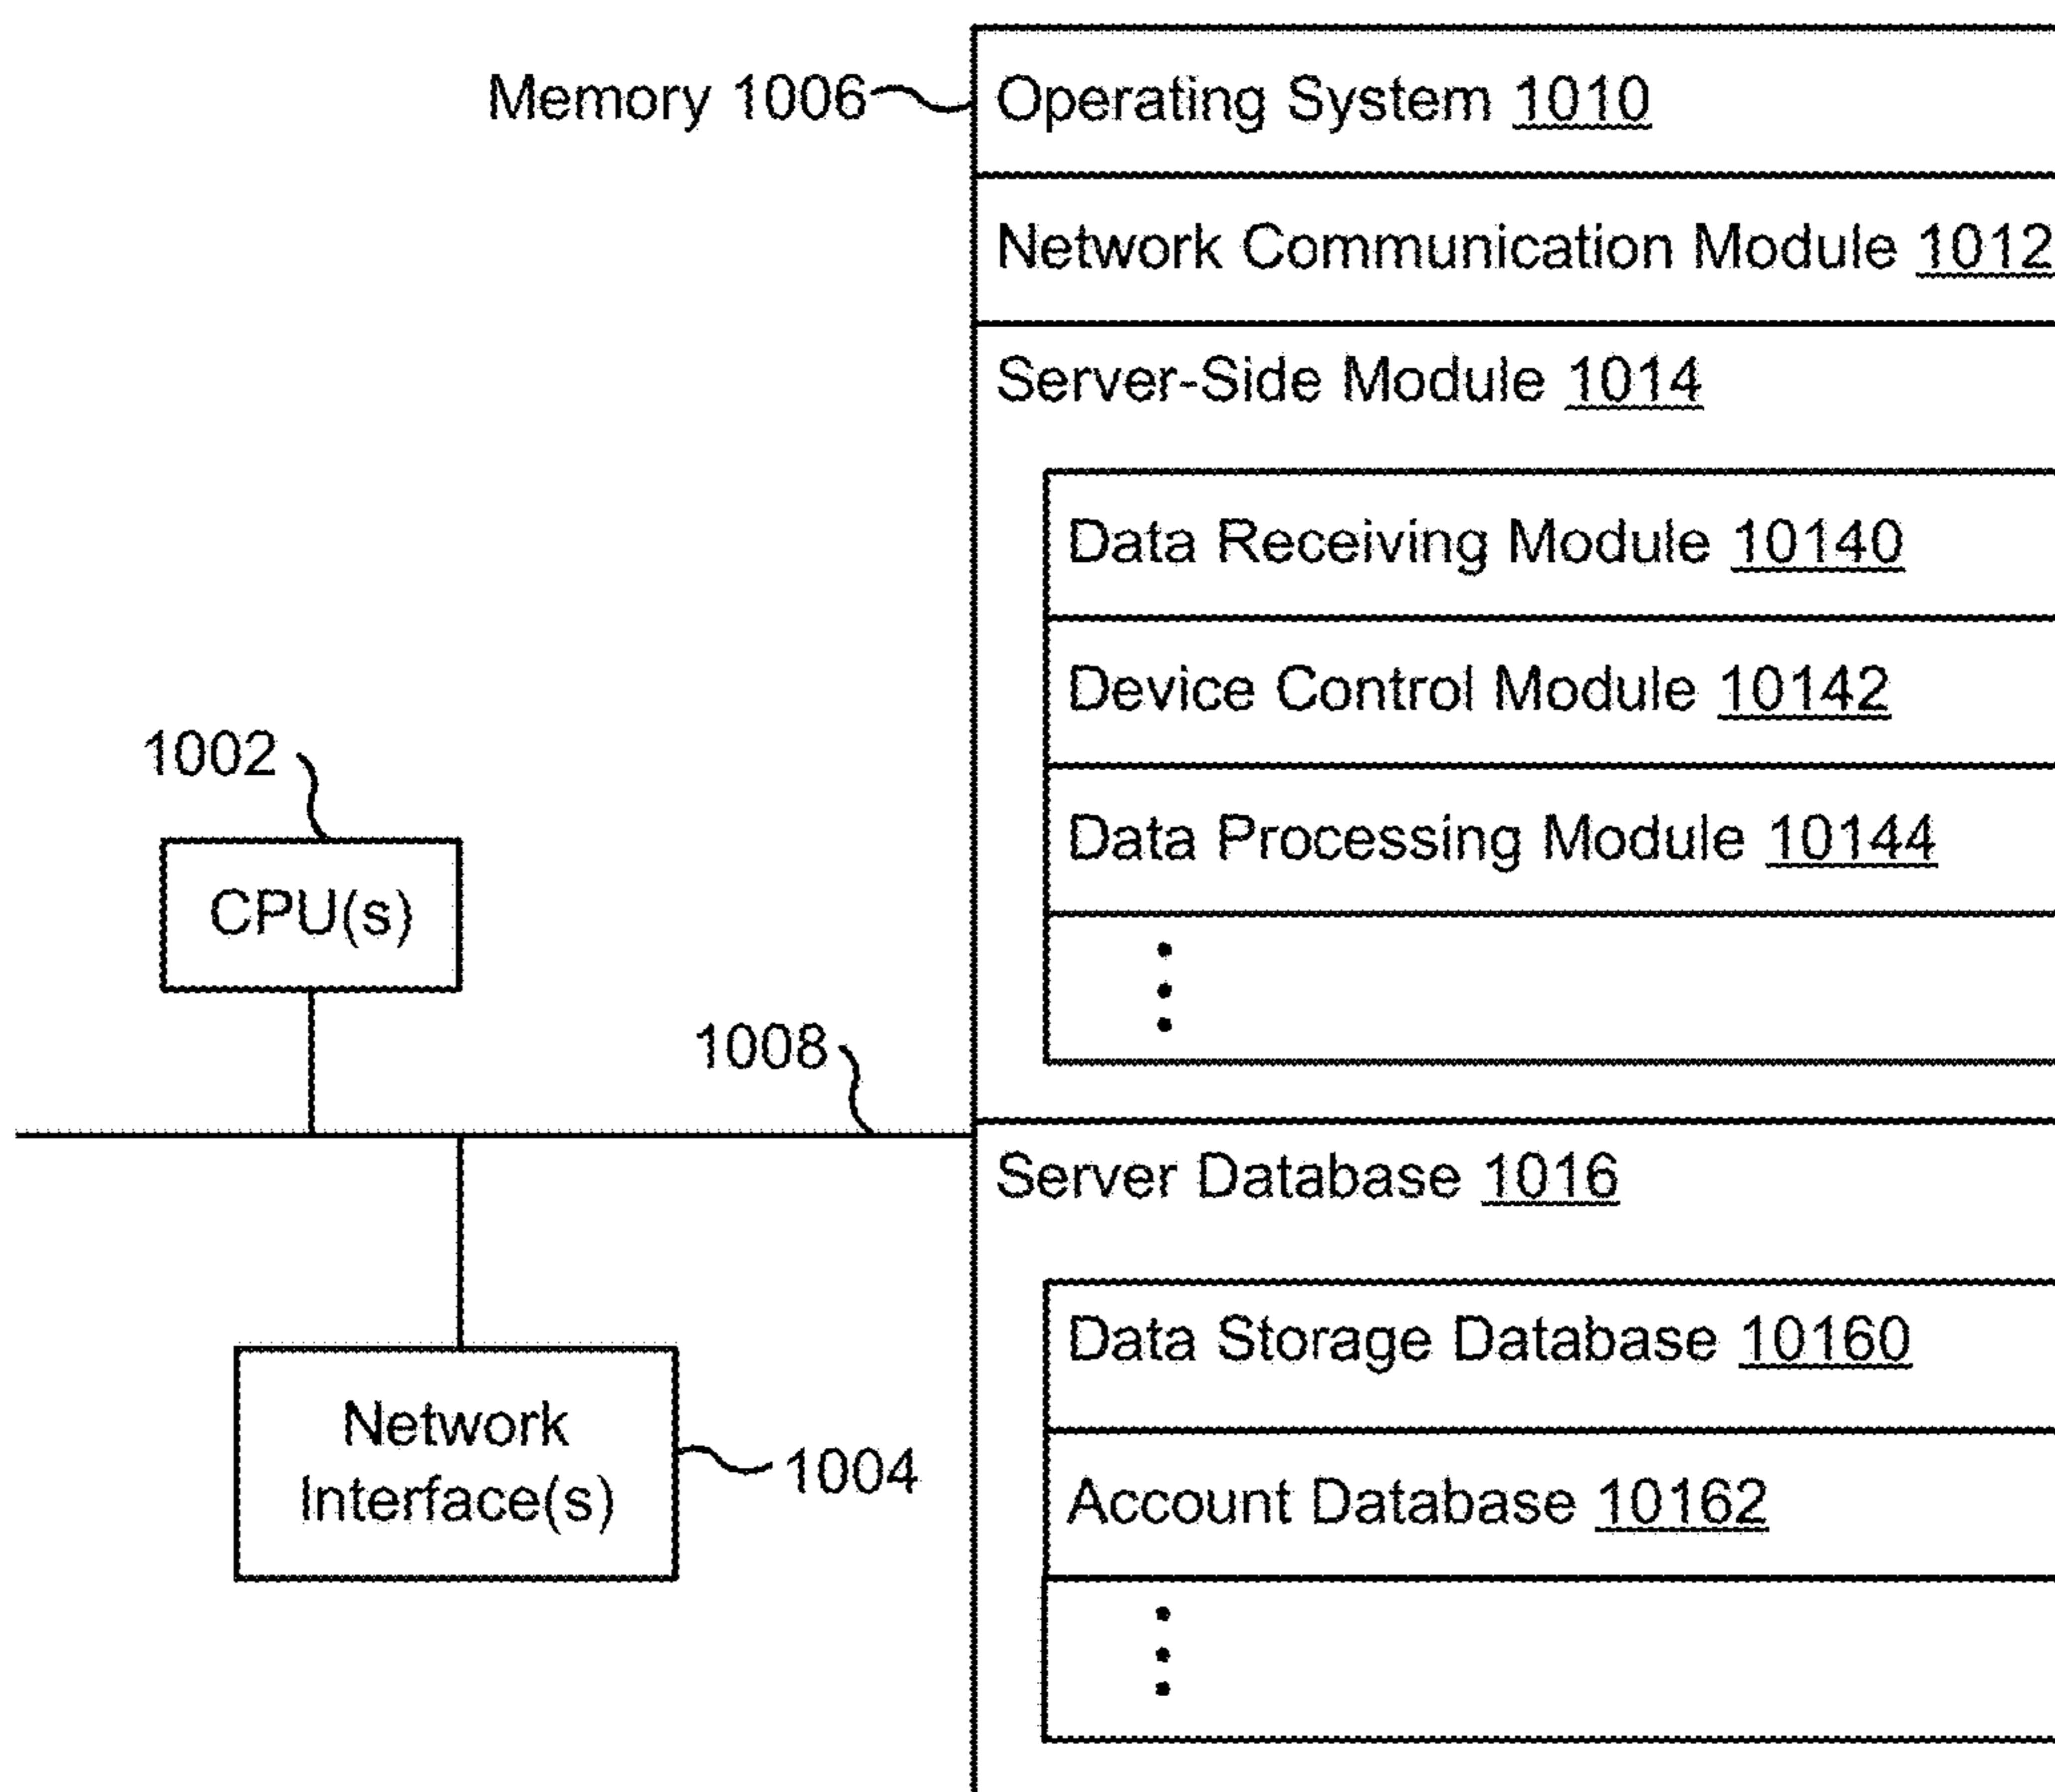 Memory 1006
Operating System 1010
Network Communication Module 1012
Server-Side Module 1014
Data Receiving Module 10140
Device Control Module 10142
Data Processing Module 10144
1002
CPU(s)
1008
Server Database 1016
Data Storage Database 10160
Account Database 10162
Network
Interface(s)
1004